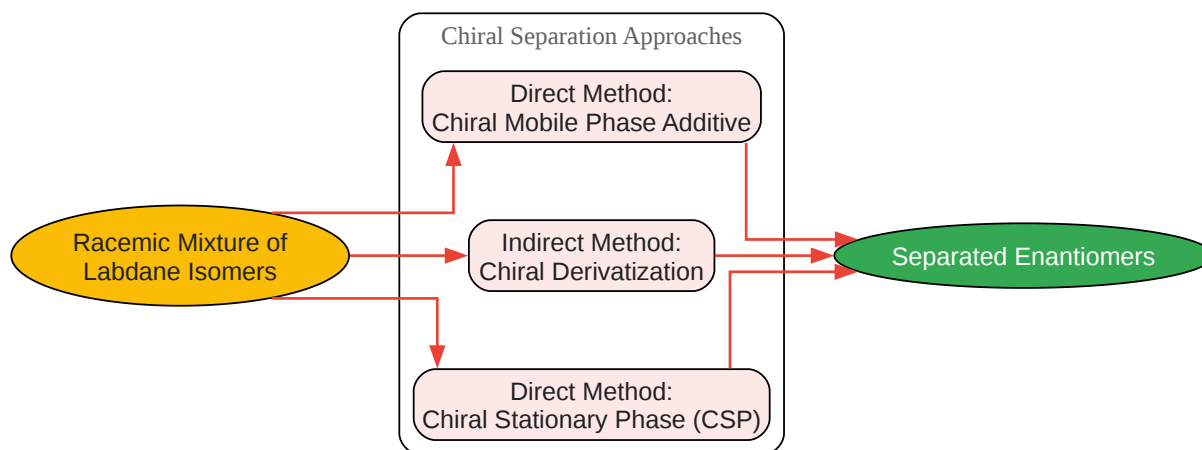 Chiral Separation Approaches
Direct Method:
Chiral Mobile Phase Additive
Racemic Mixture of
Labdane Isomers
Indirect Method:
Chiral Derivatization
Separated Enantiomers
Direct Method:
Chiral Stationary Phase (CSP)